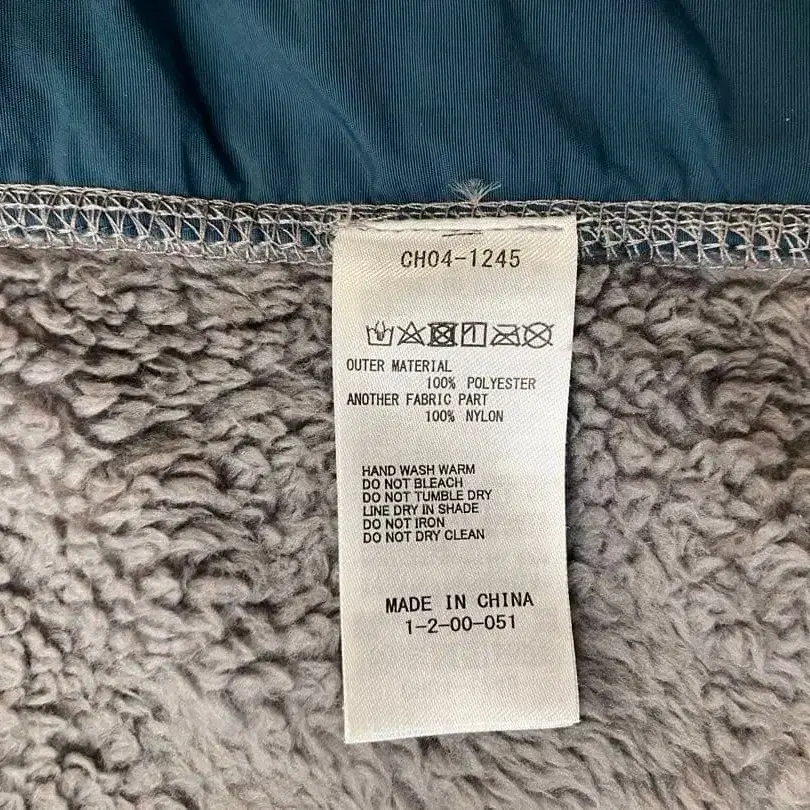 CH04-1245
OUTER MATERIAL
100% POLYESTER
ANOTHER FABRIC PART
100% NYLON
HAND WASH WARM
DO NOT BLEACH
DO NOT TUMBLE DRY
LINE DRY IN SHADE
DO NOT IRON
DO NOT DRY CLEAN
MADE IN CHINA
1-2-00-051